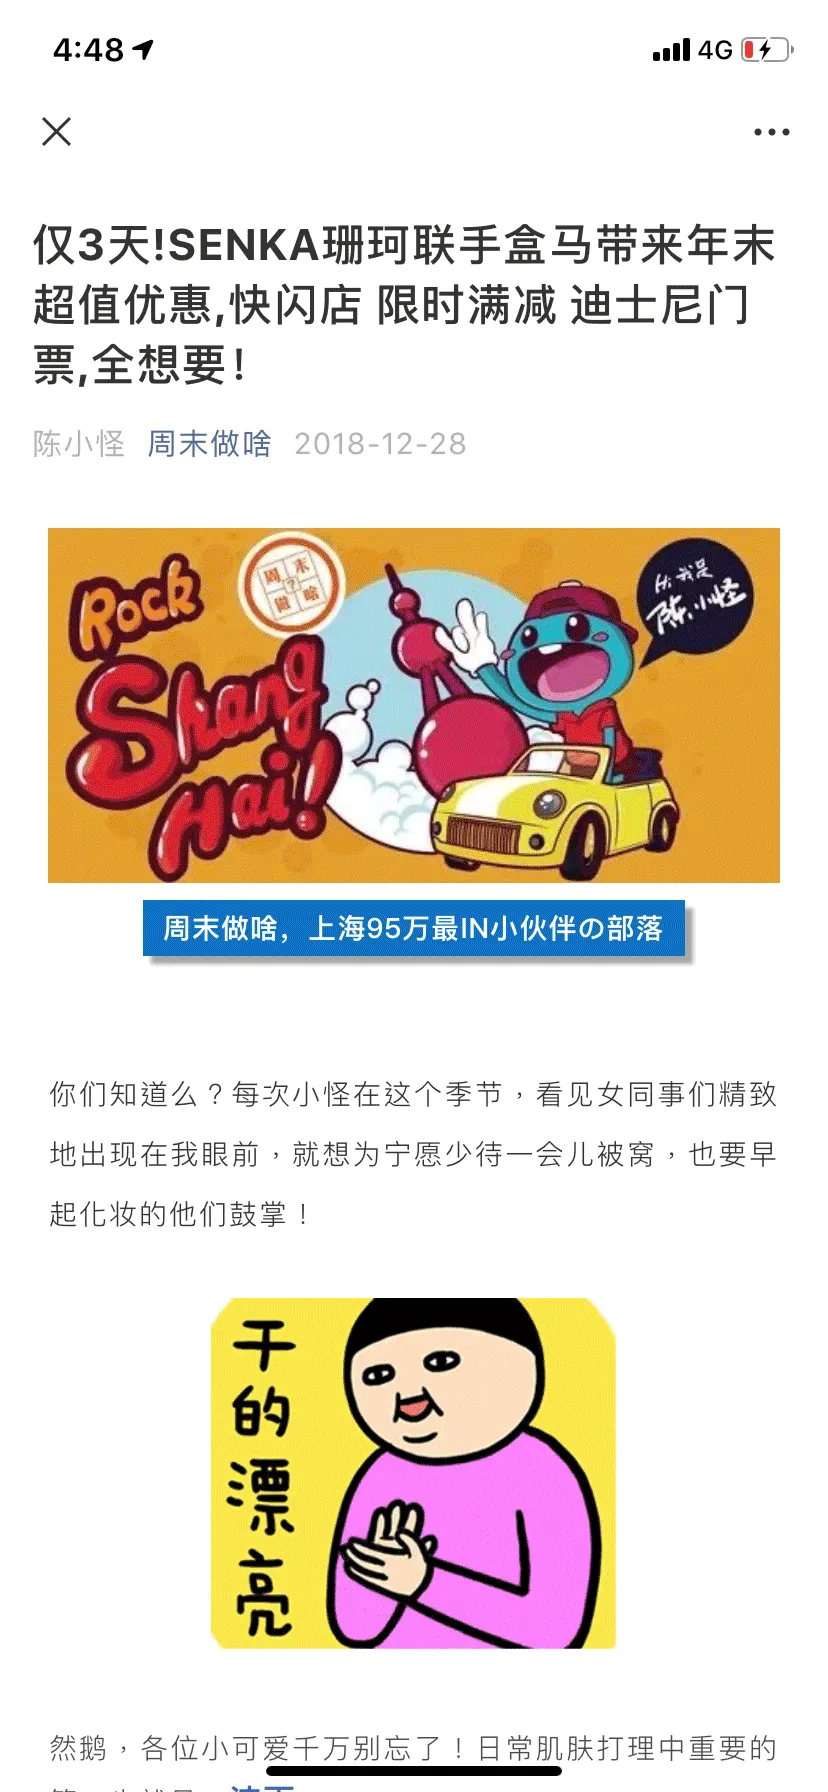 4:48
4G
仅3天!SENKA珊珂联手盒马带来年末
超值优惠,快闪店 限时满减 迪士尼门
票,全想要!
陈小怪 周末做啥 2018-12-28
Rock
Shang
Hai!
周末
?
做啥
Hi 我是
陈小怪
周末做啥，上海95万最IN小伙伴の部落
你们知道么？每次小怪在这个季节，看见女同事们精致
地出现在我眼前，就想为宁愿少待一会儿被窝，也要早
起化妆的他们鼓掌！
干的漂亮
然鹅，各位小可爱千万别忘了！日常肌肤打理中重要的